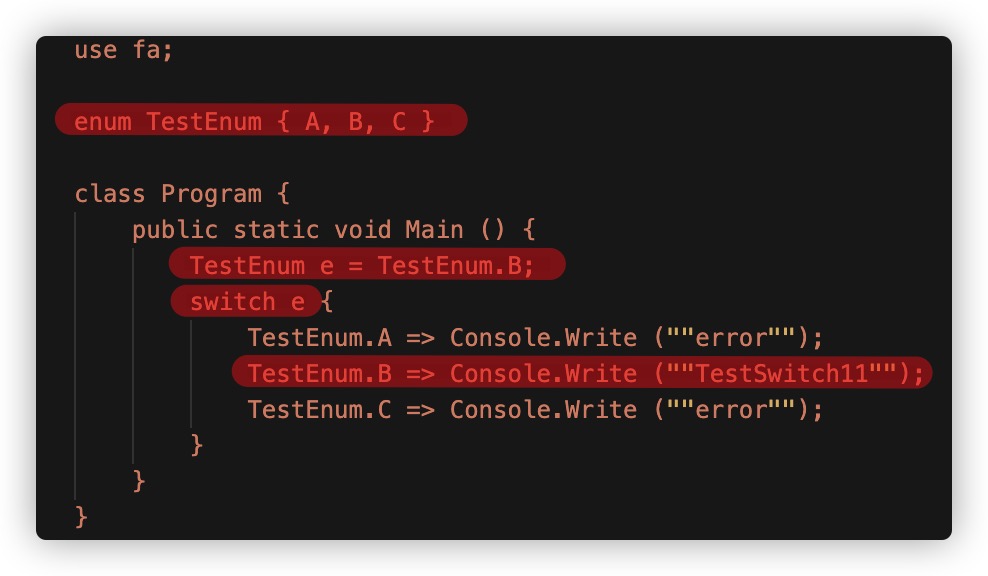 use fa;
enum TestEnum { A, B, C }
class Program {
public static void Main () {
TestEnum e = TestEnum.B;
switch e {
TestEnum.A => Console.Write (""error"");
TestEnum.B => Console.Write (""TestSwitch11"");
TestEnum.C => Console.Write (""error"");
}
}
}